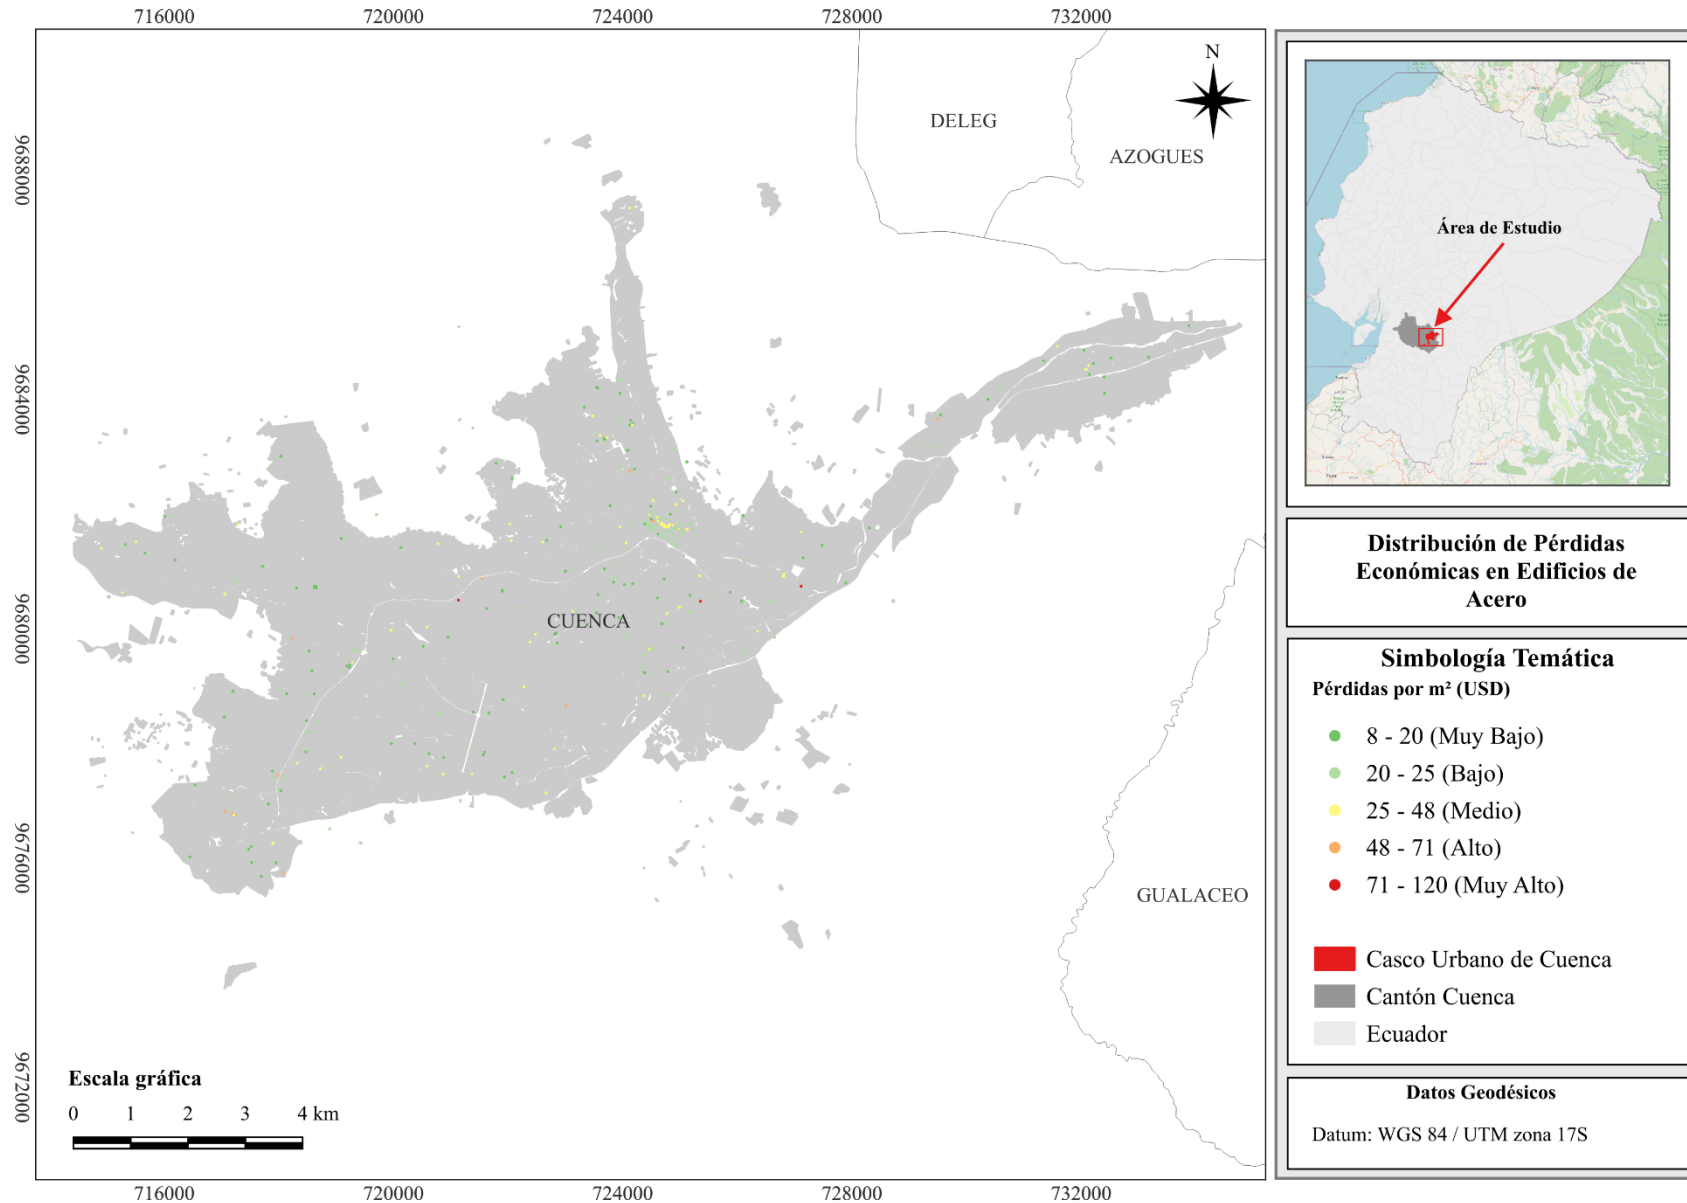 716000 720000 724000 728000 732000
9688000
9684000
9680000
9676000
9672000
N
DELEG
AZOGUES
CUENCA
GUALACEO
Escala gráfica
0 1 2 3 4 km
716000 720000 724000 728000 732000
Área de Estudio
Distribución de Pérdidas
Económicas en Edificios de
Acero
Simbología Temática
Pérdidas por m² (USD)
8 - 20 (Muy Bajo)
20 - 25 (Bajo)
25 - 48 (Medio)
48 - 71 (Alto)
71 - 120 (Muy Alto)
Casco Urbano de Cuenca
Cantón Cuenca
Ecuador
Datos Geodésicos
Datum: WGS 84 / UTM zona 17S